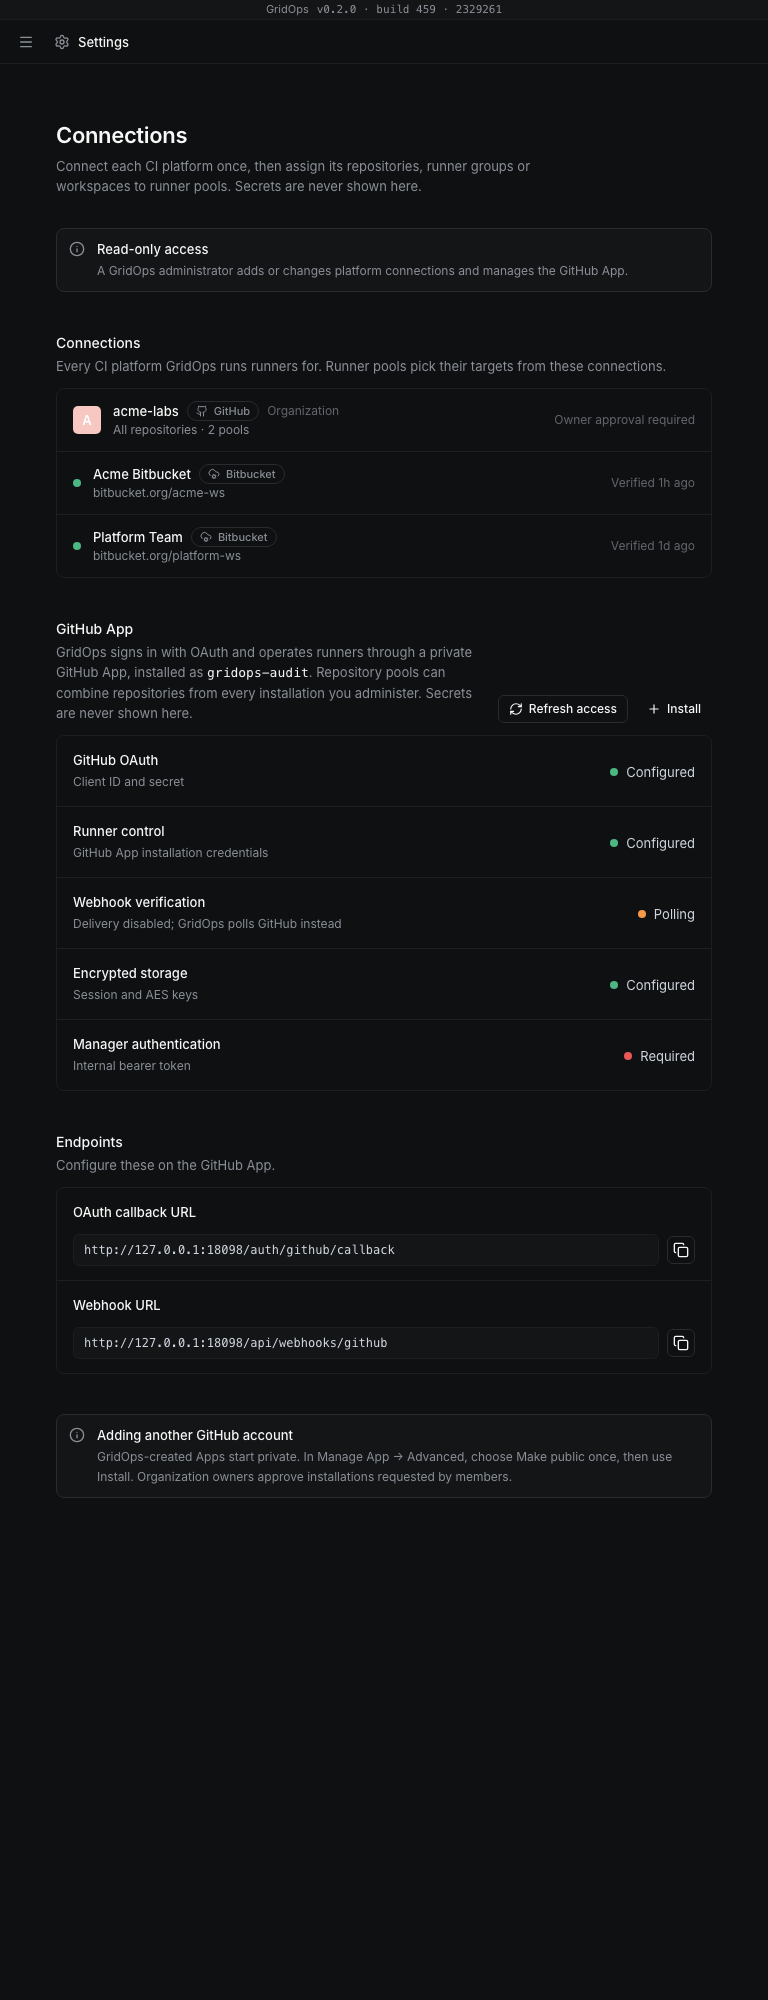 GridOps v0.2.0 · build 459 · 2329261
Settings
Connections
Connect each CI platform once, then assign its repositories, runner groups or
workspaces to runner pools. Secrets are never shown here.
Read-only access
A GridOps administrator adds or changes platform connections and manages the GitHub App.
Connections
Every CI platform GridOps runs runners for. Runner pools pick their targets from these connections.
A
acme-labs GitHub Organization
All repositories · 2 pools
Owner approval required
Acme Bitbucket Bitbucket
bitbucket.org/acme-ws
Verified 1h ago
Platform Team Bitbucket
bitbucket.org/platform-ws
Verified 1d ago
GitHub App
GridOps signs in with OAuth and operates runners through a private
GitHub App, installed as gridops-audit. Repository pools can
combine repositories from every installation you administer. Secrets
are never shown here.
Refresh access
Install
GitHub OAuth
Client ID and secret
Configured
Runner control
GitHub App installation credentials
Configured
Webhook verification
Delivery disabled; GridOps polls GitHub instead
Polling
Encrypted storage
Session and AES keys
Configured
Manager authentication
Internal bearer token
Required
Endpoints
Configure these on the GitHub App.
OAuth callback URL
http://127.0.0.1:18098/auth/github/callback
Webhook URL
http://127.0.0.1:18098/api/webhooks/github
Adding another GitHub account
GridOps-created Apps start private. In Manage App → Advanced, choose Make public once, then use
Install. Organization owners approve installations requested by members.